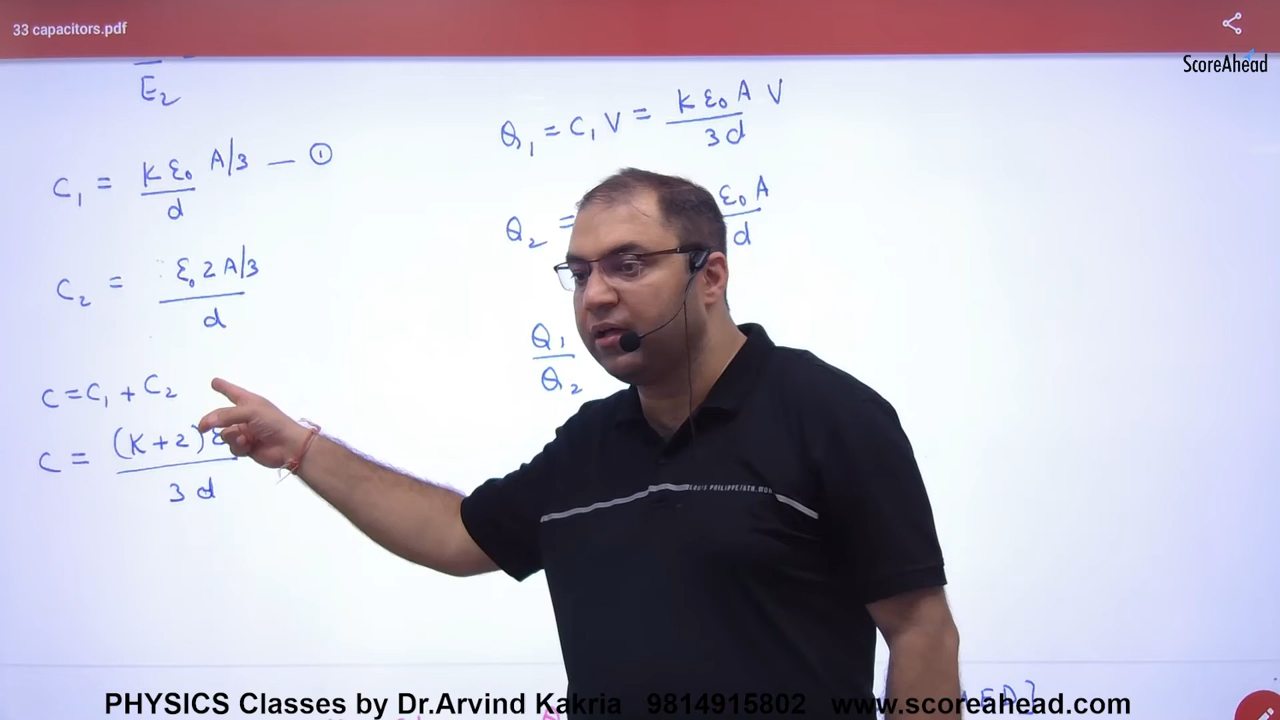 33 capacitors.pdf
ScoreAhead
E₂
C₁ = Kε₀ A/3 — ①
d
C₂ = ε₀ 2A/3
d
C = C₁ + C₂
C = (K+2)ε
3d
Q₁ = C₁V = Kε₀A V
3d
Q₂ = ε₀A
d
Q₁
Q₂
PHYSICS Classes by Dr.Arvind Kakria 9814915802 www.scoreahead.com